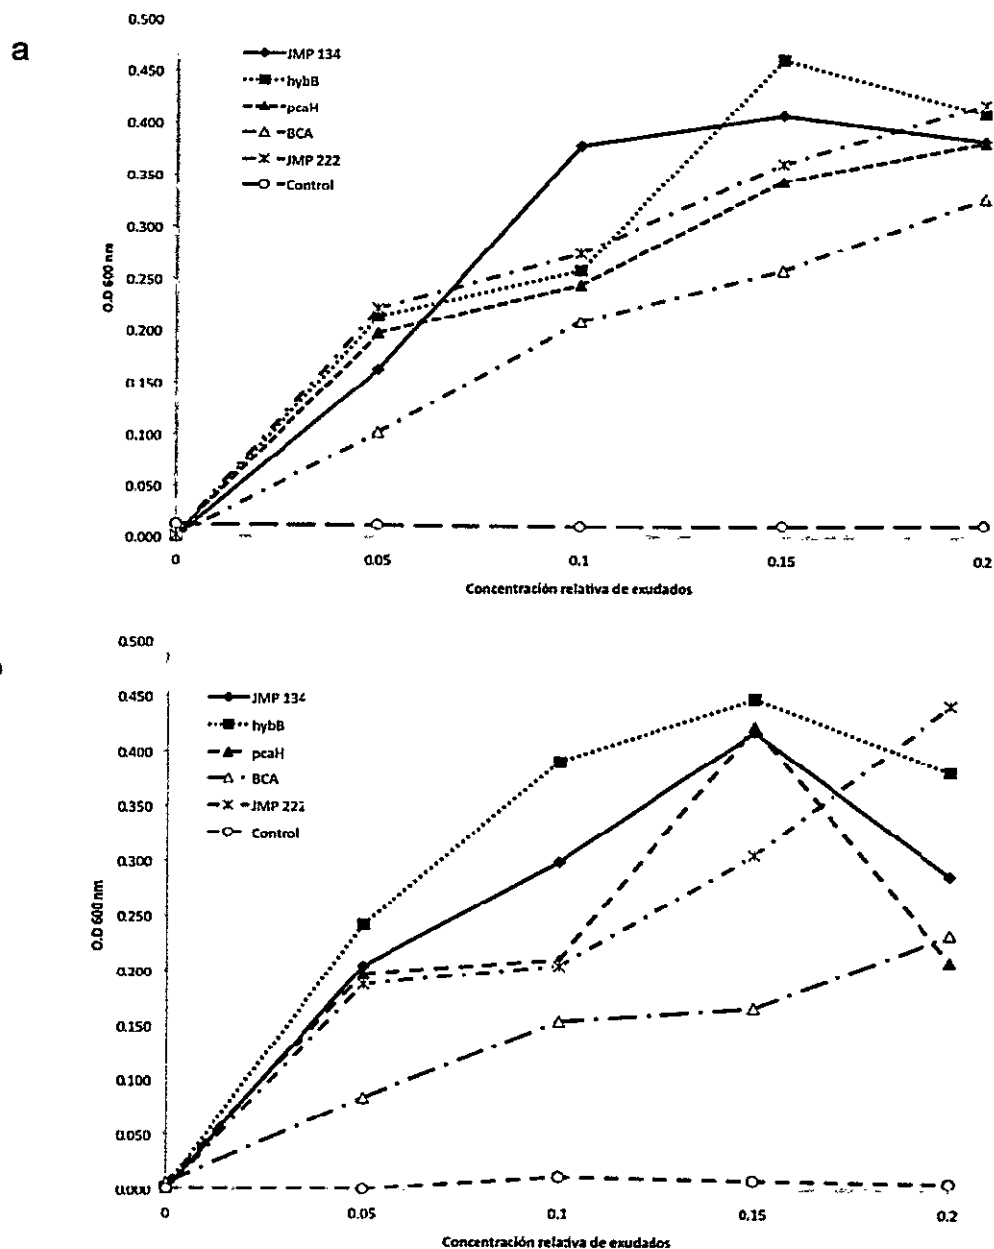 a
0.500
0.450
0.400
0.350
0.300
0.250
0.200
0.150
0.100
0.050
0.000
O.D 600 nm
JMP 134
hybB
pcaH
BCA
JMP 222
Control
0 0.05 0.1 0.15 0.2
Concentración relativa de exudados
0.500
0.450
0.400
0.350
0.300
0.250
0.200
0.150
0.100
0.050
0.000
O.D 600 nm
JMP 134
hybB
pcaH
BCA
JMP 222
Control
0 0.05 0.1 0.15 0.2
Concentración relativa de exudados